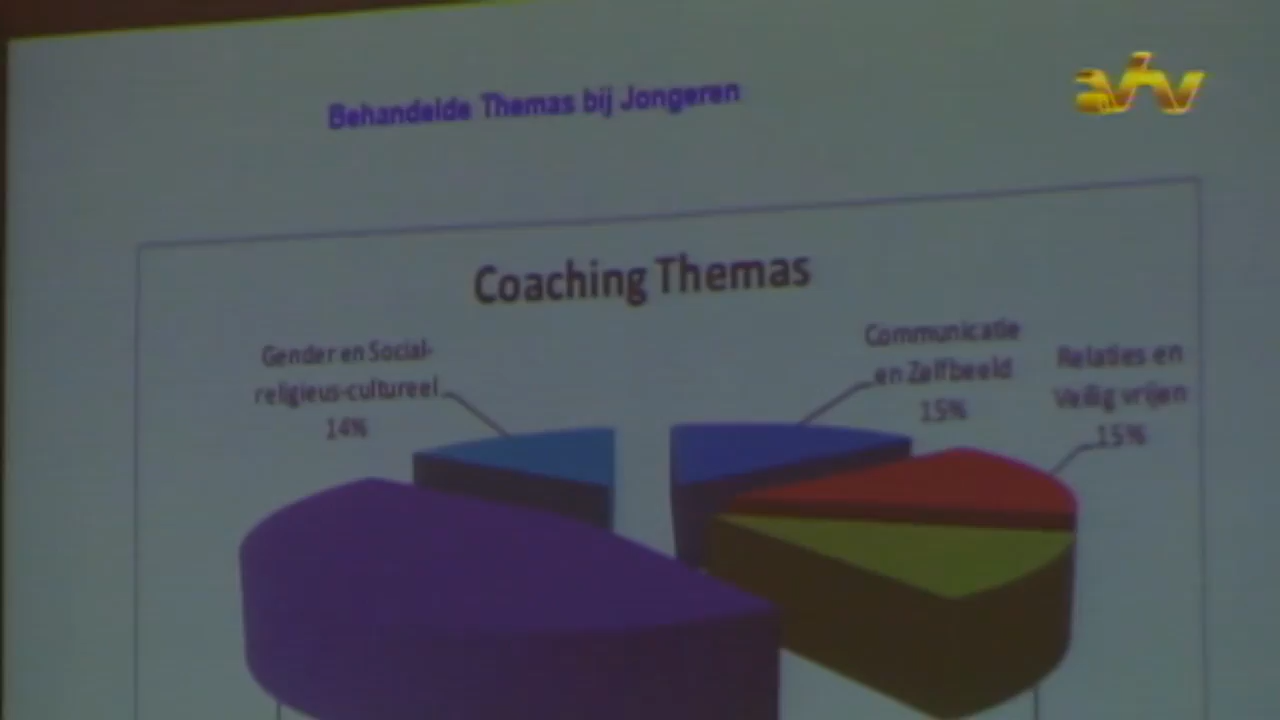 atv
Behandelde Themas bij Jongeren
Coaching Themas
Gender en Social-
religieus-cultureel
14%
Communicatie
en Zelfbeeld
15%
Relaties en
Veilig vrijen
15%